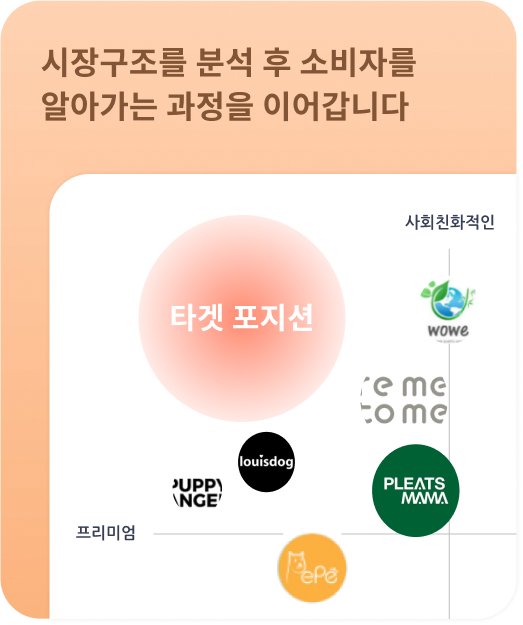 시장구조를 분석 후 소비자를
알아가는 과정을 이어갑니다
사회친화적인
타겟 포지션
wowe
re me
to me
louisdog
PUPPY
ANGEL
PLEATS
MAMA
프리미엄
epe